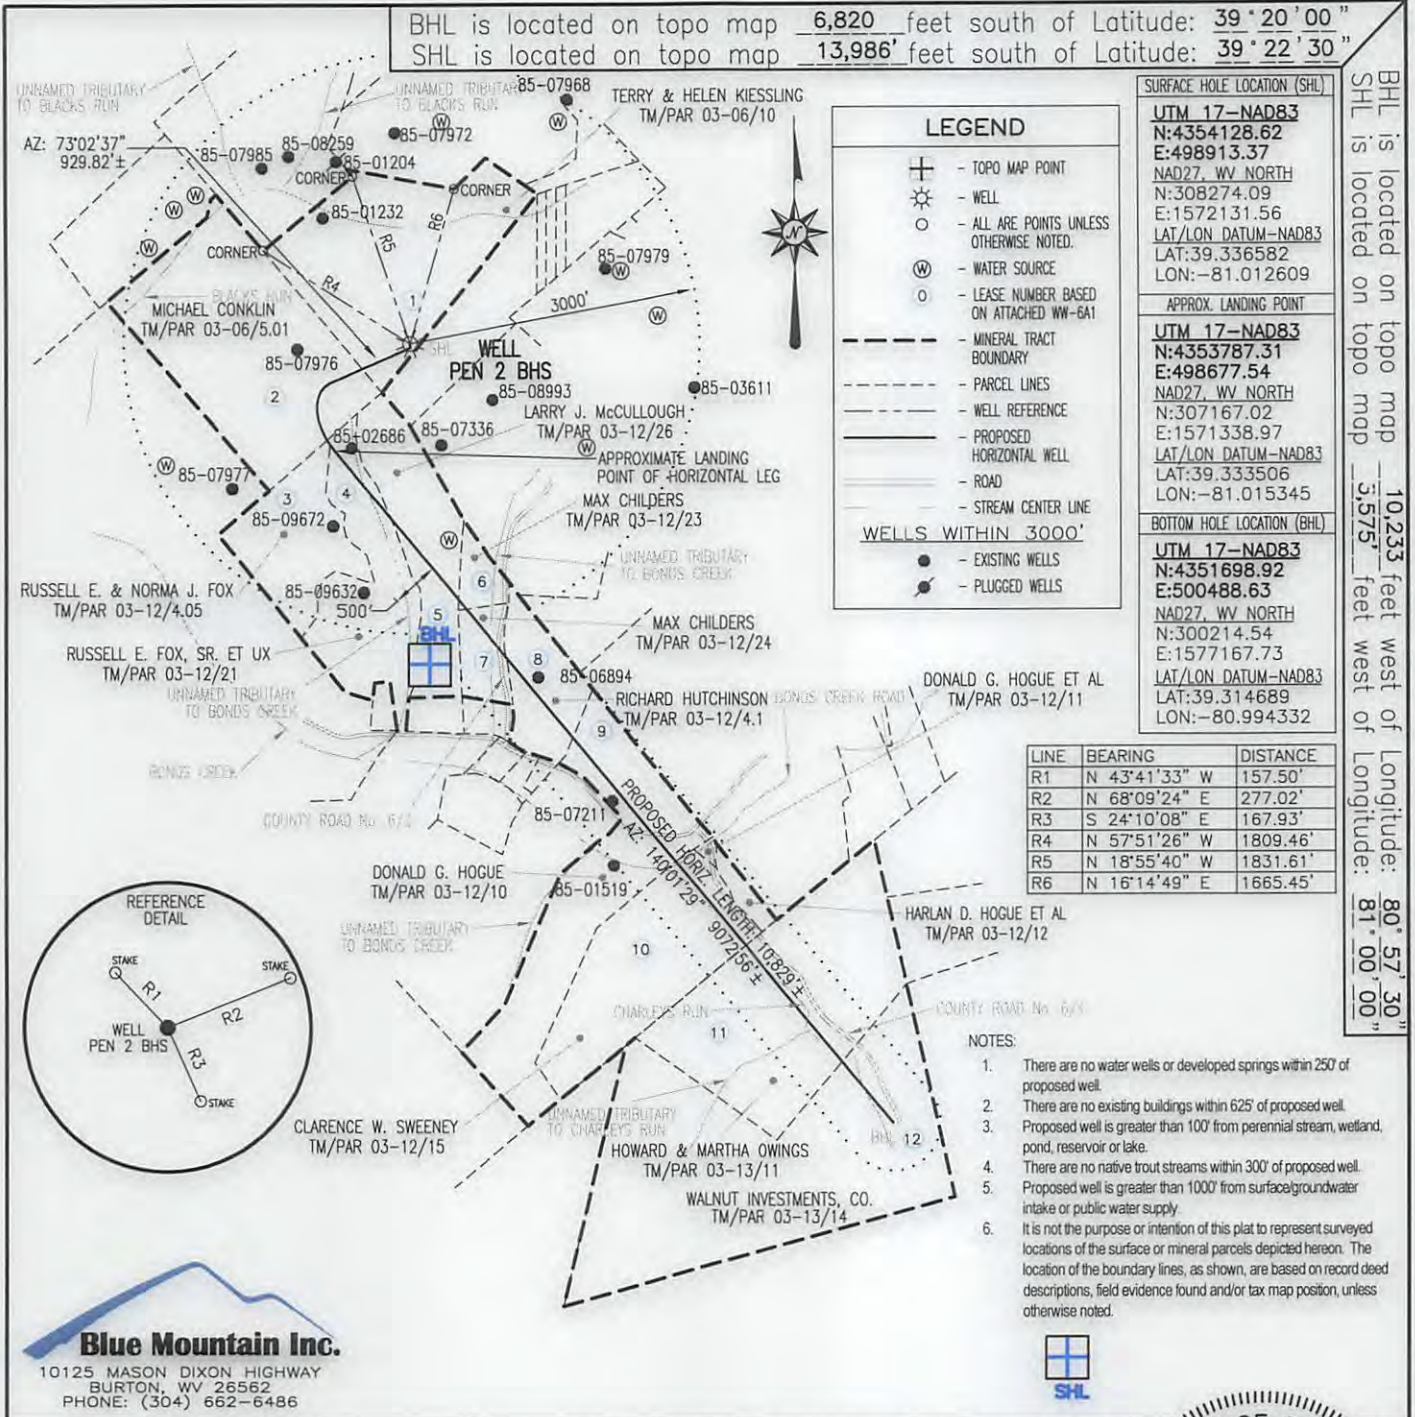 BHL is located on topo map 6,820 feet south of Latitude: 39°20'00"
SHL is located on topo map 13,986' feet south of Latitude: 39°22'30"
BHL is located on topo map 10,233 feet west of Longitude: 80°57'30"
SHL is located on topo map 3,575' feet west of Longitude: 81°00'00"
UNNAMED TRIBUTARY
TO BLACKS RUN
UNNAMED TRIBUTARY
TO BLACKS RUN
85-07968
TERRY & HELEN KIESSLING
TM/PAR 03-06/10
AZ: 73°02'37"
929.82'±
85-07985
85-08259
85-07972
85-01204
CORNER
CORNER
85-01232
R5
R6
CORNER
R4
85-07979
BLACKS RUN
MICHAEL CONKLIN
TM/PAR 03-06/5.01
1
3000'
SHL
WELL
PEN 2 BHS
85-07976
2
85-08993
85-03611
LARRY J. McCULLOUGH
TM/PAR 03-12/26
85-02686
85-07336
APPROXIMATE LANDING
POINT OF HORIZONTAL LEG
85-07977
3
4
MAX CHILDERS
TM/PAR 03-12/23
85-09672
UNNAMED TRIBUTARY
TO BONDS CREEK
6
RUSSELL E. & NORMA J. FOX
TM/PAR 03-12/4.05
85-09632
500'
5
BHL
MAX CHILDERS
TM/PAR 03-12/24
RUSSELL E. FOX, SR. ET UX
TM/PAR 03-12/21
7
8
85-06894
UNNAMED TRIBUTARY
TO BONDS CREEK
RICHARD HUTCHINSON
TM/PAR 03-12/4.1
BONDS CREEK ROAD
DONALD G. HOGUE ET AL
TM/PAR 03-12/11
9
BONDS CREEK
COUNTY ROAD No. 6/
85-07211
PROPOSED HORIZ. LENGTH: 10,829'±
AZ: 140°01'29" 9072.56'±
DONALD G. HOGUE
TM/PAR 03-12/10
85-01519
HARLAN D. HOGUE ET AL
TM/PAR 03-12/12
UNNAMED TRIBUTARY
TO BONDS CREEK
10
CHARLEYS RUN
11
COUNTY ROAD No. 6/
CLARENCE W. SWEENEY
TM/PAR 03-12/15
UNNAMED TRIBUTARY
TO CHARLEYS RUN
BHL
12
HOWARD & MARTHA OWINGS
TM/PAR 03-13/11
WALNUT INVESTMENTS, CO.
TM/PAR 03-13/14
N
W
W
W
W
W
W
W
W
W
W
LEGEND
- TOPO MAP POINT
- WELL
- ALL ARE POINTS UNLESS
OTHERWISE NOTED.
W - WATER SOURCE
0 - LEASE NUMBER BASED
ON ATTACHED WW-6A1
- MINERAL TRACT
BOUNDARY
- PARCEL LINES
- WELL REFERENCE
- PROPOSED
HORIZONTAL WELL
- ROAD
- STREAM CENTER LINE
WELLS WITHIN 3000'
- EXISTING WELLS
- PLUGGED WELLS
SURFACE HOLE LOCATION (SHL)
UTM 17-NAD83
N:4354128.62
E:498913.37
NAD27, WV NORTH
N:308274.09
E:1572131.56
LAT/LON DATUM-NAD83
LAT:39.336582
LON:-81.012609
APPROX. LANDING POINT
UTM 17-NAD83
N:4353787.31
E:498677.54
NAD27, WV NORTH
N:307167.02
E:1571338.97
LAT/LON DATUM-NAD83
LAT:39.333506
LON:-81.015345
BOTTOM HOLE LOCATION (BHL)
UTM 17-NAD83
N:4351698.92
E:500488.63
NAD27, WV NORTH
N:300214.54
E:1577167.73
LAT/LON DATUM-NAD83
LAT:39.314689
LON:-80.994332
LINE BEARING DISTANCE
R1 N 43°41'33" W 157.50'
R2 N 68°09'24" E 277.02'
R3 S 24°10'08" E 167.93'
R4 N 57°51'26" W 1809.46'
R5 N 18°55'40" W 1831.61'
R6 N 16°14'49" E 1665.45'
REFERENCE
DETAIL
STAKE
STAKE
R1
R2
WELL
PEN 2 BHS
R3
STAKE
NOTES:
1. There are no water wells or developed springs within 250' of
proposed well.
2. There are no existing buildings within 625' of proposed well.
3. Proposed well is greater than 100' from perennial stream, wetland,
pond, reservoir or lake.
4. There are no native trout streams within 300' of proposed well.
5. Proposed well is greater than 1000' from surface/groundwater
intake or public water supply.
6. It is not the purpose or intention of this plat to represent surveyed
locations of the surface or mineral parcels depicted hereon. The
location of the boundary lines, as shown, are based on record deed
descriptions, field evidence found and/or tax map position, unless
otherwise noted.
SHL
Blue Mountain Inc.
10125 MASON DIXON HIGHWAY
BURTON, WV 26562
PHONE: (304) 662-6486